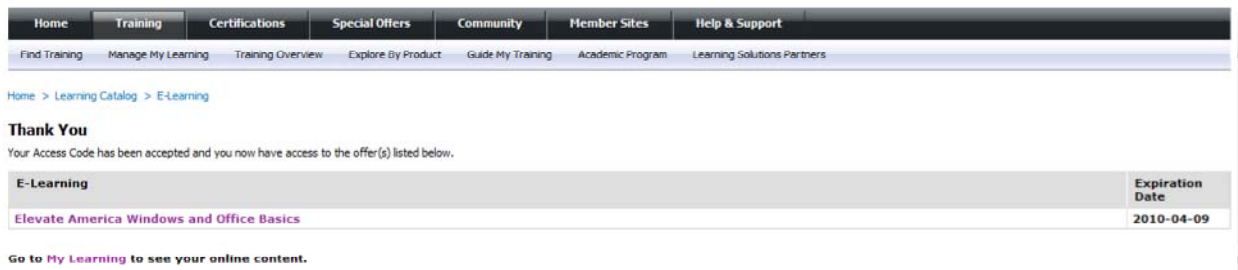 Home Training Certifications Special Offers Community Member Sites Help & Support
Find Training Manage My Learning Training Overview Explore By Product Guide My Training Academic Program Learning Solutions Partners
Home > Learning Catalog > E-Learning
Thank You
Your Access Code has been accepted and you now have access to the offer(s) listed below.
E-Learning Expiration Date
Elevate America Windows and Office Basics 2010-04-09
Go to My Learning to see your online content.